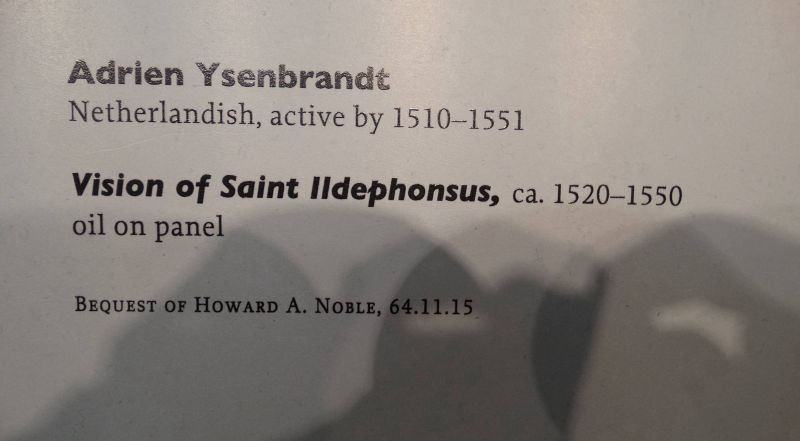 Adrien Ysenbrandt
Netherlandish, active by 1510–1551
Vision of Saint Ildephonsus, ca. 1520–1550
oil on panel
Bequest of Howard A. Noble, 64.11.15